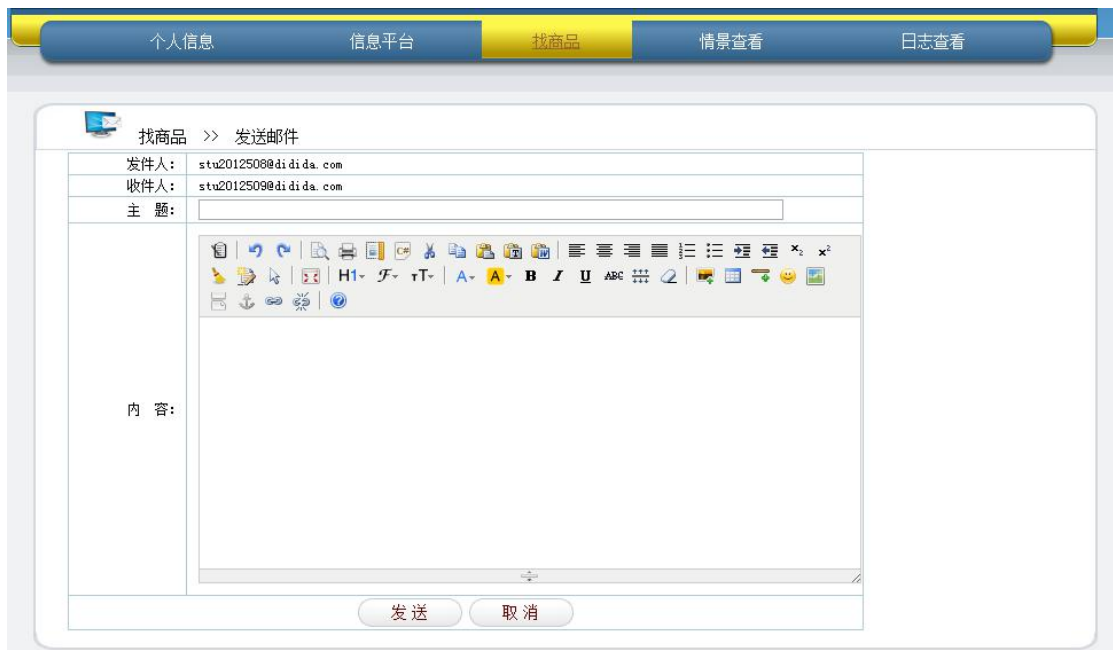 个人信息 信息平台 找商品 情景查看 日志查看
找商品 >> 发送邮件
发件人: stu2012508@didida.com
收件人: stu2012509@didida.com
主 题:
C# T W
H1 F TT A A B I U ABC
内 容:
发送 取消